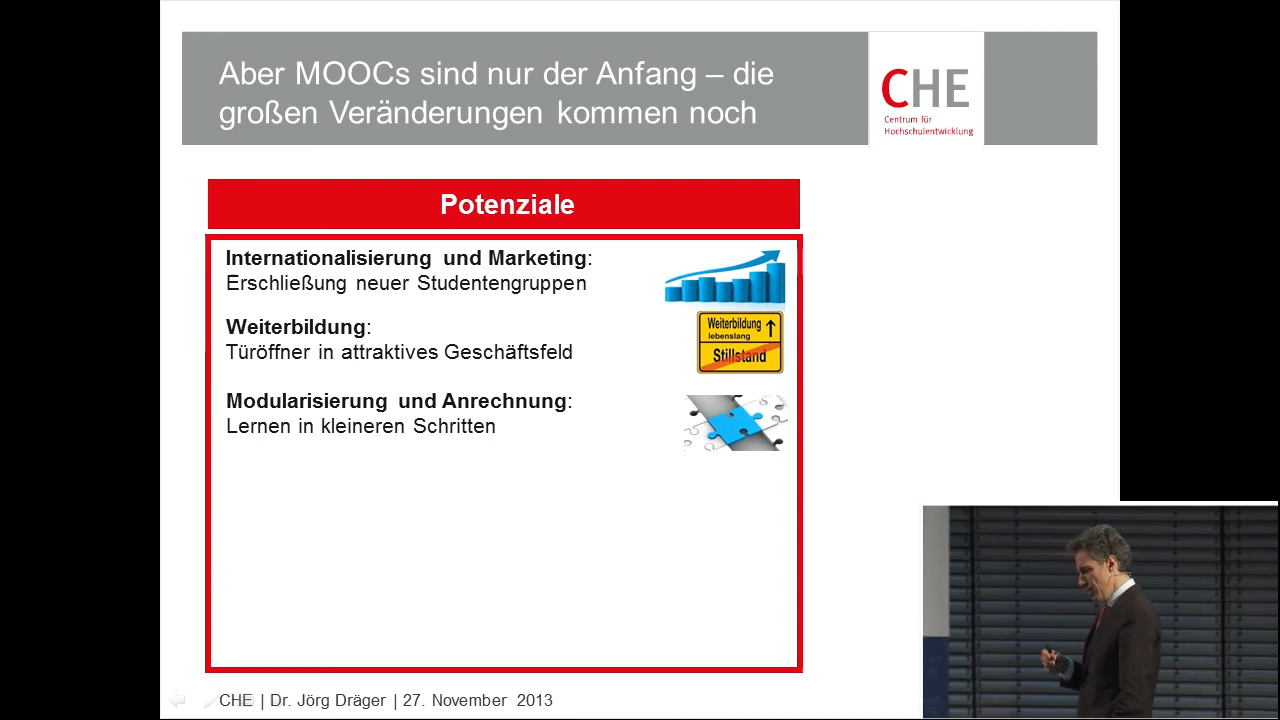 Aber MOOCs sind nur der Anfang – die
großen Veränderungen kommen noch
CHE
Centrum für
Hochschulentwicklung
Potenziale
Internationalisierung und Marketing:
Erschließung neuer Studentengruppen
Weiterbildung:
Türöffner in attraktives Geschäftsfeld
Weiterbildung
lebenslang
Stillstand
Modularisierung und Anrechnung:
Lernen in kleineren Schritten
CHE | Dr. Jörg Dräger | 27. November 2013